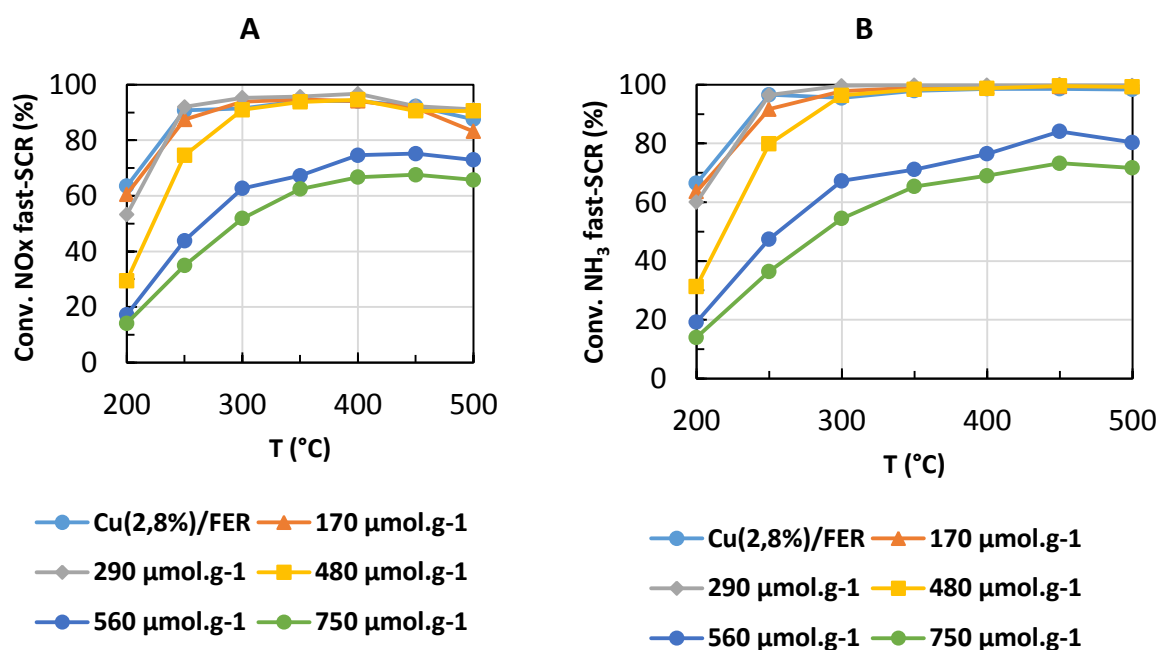 A
Conv. NOx fast-SCR (%)
100
80
60
40
20
0
200 300 400 500
T (°C)
Cu(2,8%)/FER 170 µmol.g-1
290 µmol.g-1 480 µmol.g-1
560 µmol.g-1 750 µmol.g-1
B
Conv. NH₃ fast-SCR (%)
100
80
60
40
20
0
200 300 400 500
T (°C)
Cu(2,8%)/FER 170 µmol.g-1
290 µmol.g-1 480 µmol.g-1
560 µmol.g-1 750 µmol.g-1